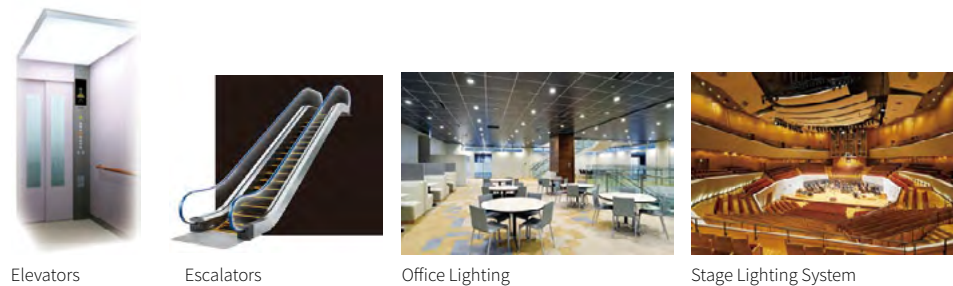 Elevators
Escalators
Office Lighting
Stage Lighting System